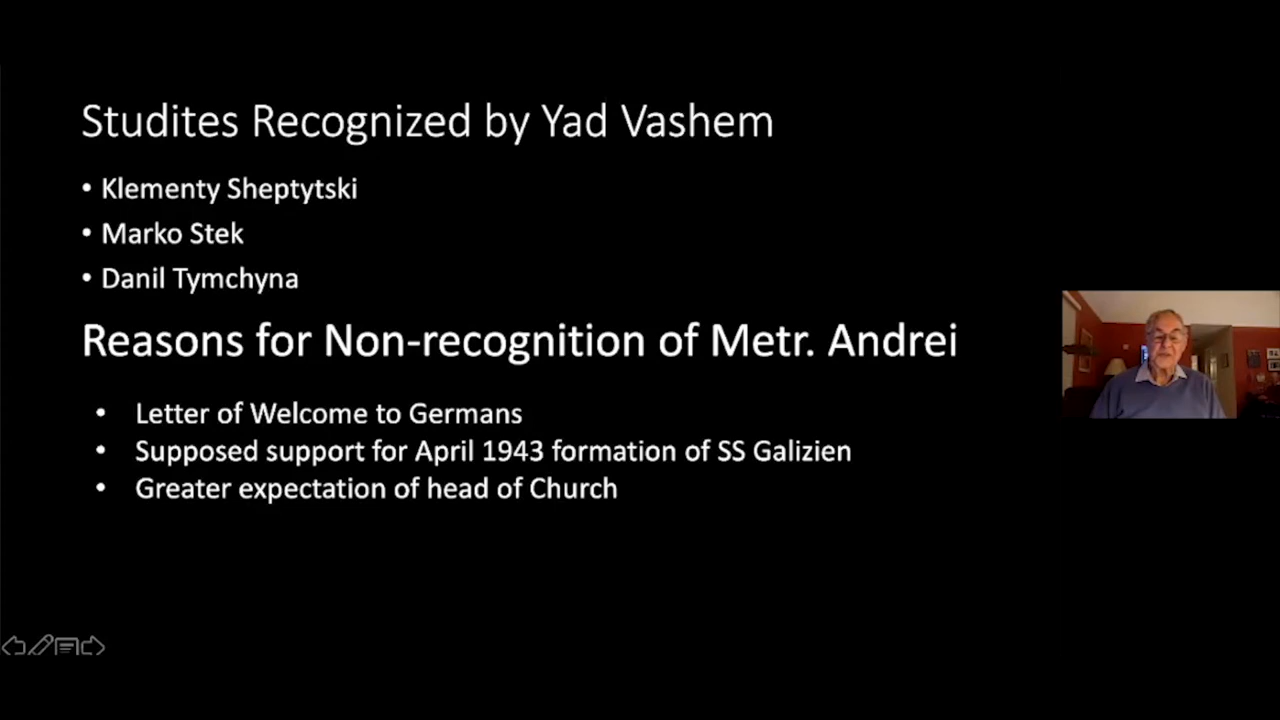 Studites Recognized by Yad Vashem
• Klementy Sheptytski
• Marko Stek
• Danil Tymchyna
Reasons for Non-recognition of Metr. Andrei
• Letter of Welcome to Germans
• Supposed support for April 1943 formation of SS Galizien
• Greater expectation of head of Church